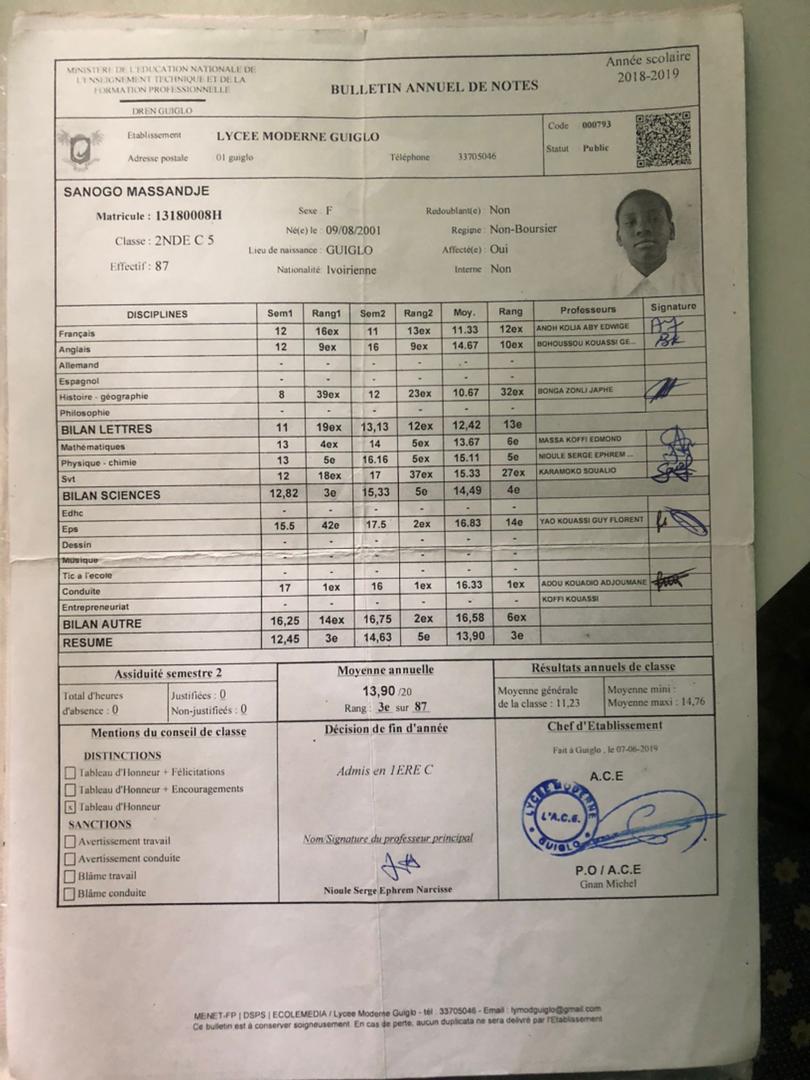 MINISTERE DE L'EDUCATION NATIONALE DE
L'ENSEIGNEMENT TECHNIQUE ET DE LA
FORMATION PROFESSIONNELLE
DREN GUIGLO
BULLETIN ANNUEL DE NOTES
Année scolaire
2018-2019
Etablissement LYCEE MODERNE GUIGLO
Adresse postale 01 guiglo Téléphone 33705046
Code 000793
Statut Public
SANOGO MASSANDJE
Matricule : 13180008H
Classe : 2NDE C 5
Effectif : 87
Sexe : F
Né(e) le : 09/08/2001
Lieu de naissance : GUIGLO
Nationalité Ivoirienne
Redoublant(e) : Non
Regime : Non-Boursier
Affecté(e) : Oui
Interne Non
DISCIPLINES Sem1 Rang1 Sem2 Rang2 Moy. Rang Professeurs Signature
Français 12 16ex 11 13ex 11.33 12ex ANOH KOLIA ABY EDWIGE
Anglais 12 9ex 16 9ex 14.67 10ex BOHOUSSOU KOUASSI GE...
Allemand - - - - - -
Espagnol - - - - - -
Histoire - géographie 8 39ex 12 23ex 10.67 32ex BONGA ZONLI JAPHE
Philosophie - - - - - -
BILAN LETTRES 11 19ex 13,13 12ex 12,42 13e
Mathématiques 13 4ex 14 5ex 13.67 6e MASSA KOFFI EDMOND
Physique - chimie 13 5e 16.16 5ex 15.11 5e NIOULE SERGE EPHREM ...
Svt 12 18ex 17 37ex 15.33 27ex KARAMOKO SOUALIO
BILAN SCIENCES 12,82 3e 15,33 5e 14,49 4e
Edhc - - - - - -
Eps 15.5 42e 17.5 2ex 16.83 14e YAO KOUASSI GUY FLORENT
Dessin - - - - - -
Musique - - - - - -
Tic a l'ecole - - - - - -
Conduite 17 1ex 16 1ex 16.33 1ex ADOU KOUADIO ADJOUMANE
Entrepreneuriat - - - - - - KOFFI KOUASSI
BILAN AUTRE 16,25 14ex 16,75 2ex 16,58 6ex
RESUME 12,45 3e 14,63 5e 13,90 3e
Assiduité semestre 2
Total d'heures
d'absence : 0
Justifiées : 0
Non-justifiées : 0
Moyenne annuelle
13,90 /20
Rang : 3e sur 87
Résultats annuels de classe
Moyenne générale
de la classe : 11,23
Moyenne mini :
Moyenne maxi : 14,76
Mentions du conseil de classe
DISTINCTIONS
Tableau d'Honneur + Félicitations
Tableau d'Honneur + Encouragements
x Tableau d'Honneur
SANCTIONS
Avertissement travail
Avertissement conduite
Blâme travail
Blâme conduite
Décision de fin d'année
Admis en 1ERE C
Nom/Signature du professeur principal
Nioule Serge Ephrem Narcisse
Chef d'Etablissement
Fait à Guiglo , le 07-06-2019
A.C.E
LYCEE MODERNE
L'A.C.E.
GUIGLO
P.O / A.C.E
Gnan Michel
MENET-FP | DSPS | ECOLEMEDIA / Lycee Moderne Guiglo - tél : 33705046 - Email : lymodguiglo@gmail.com
Ce bulletin est à conserver soigneusement. En cas de perte, aucun duplicata ne sera delivré par l'Etablissement